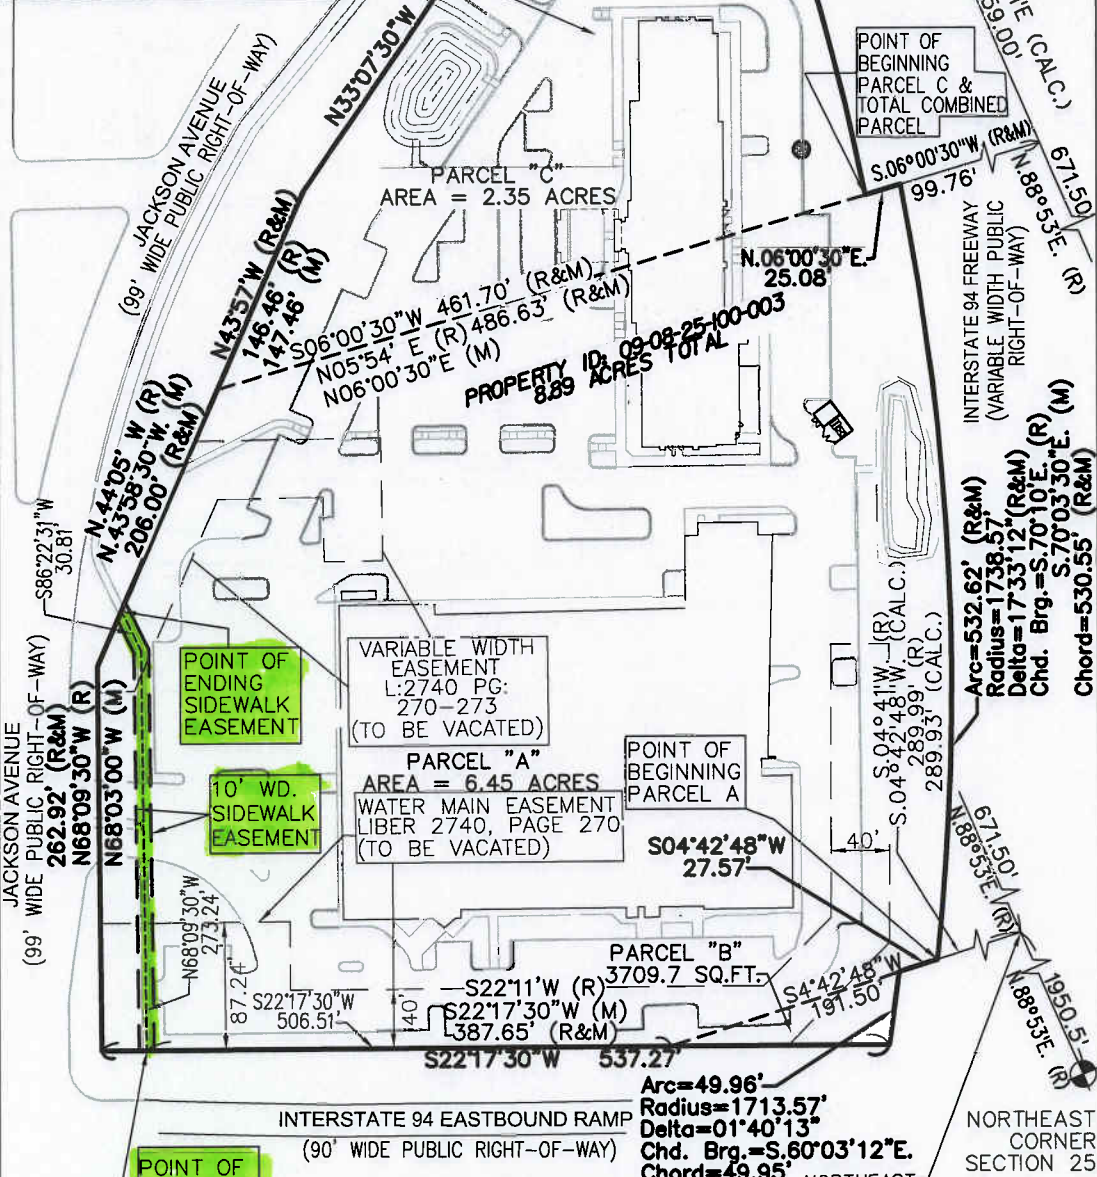 N33°07'30"W
JACKSON AVENUE
(99' WIDE PUBLIC RIGHT-OF-WAY)
POINT OF
BEGINNING
PARCEL C &
TOTAL COMBINED
PARCEL
'E (CALC.)
59.00'
S.06°00'30"W (R&M)
99.76'
671.50'
N.88°53'E. (R)
PARCEL "C"
AREA = 2.35 ACRES
N43°57'W (R&M)
146.46' (R)
147.46' (M)
S06°00'30"W 461.70' (R&M)
N05°54' E (R) 486.63' (R&M)
N06°00'30"E (M)
N.06°00'30"E.
25.08'
PROPERTY ID: 09-08-25-100-003
8.89 ACRES TOTAL
INTERSTATE 94 FREEWAY
(VARIABLE WIDTH PUBLIC
RIGHT-OF-WAY)
N.44°05' W (R)
N.43°58'30"W. (M)
206.00' (R&M)
S86°22'31"W
30.81'
Arc=532.62' (R&M)
Radius=1738.57'
Delta=17°33'12"(R&M)
Chd. Brg.=S.70°10'E. (R)
S.70°03'30"E. (M)
Chord=530.55' (R&M)
S.04°41'W. (R)
S.04°42'48"W. (CALC.)
289.99' (R)
289.93' (CALC.)
POINT OF
ENDING
SIDEWALK
EASEMENT
VARIABLE WIDTH
EASEMENT
L:2740 PG:
270-273
(TO BE VACATED)
PARCEL "A"
AREA = 6.45 ACRES
POINT OF
BEGINNING
PARCEL A
JACKSON AVENUE
(99' WIDE PUBLIC RIGHT-OF-WAY)
262.92' (R&M)
N68°09'30"W (R)
N68°03'00"W (M)
10' WD.
SIDEWALK
EASEMENT
WATER MAIN EASEMENT
LIBER 2740, PAGE 270
(TO BE VACATED)
S04°42'48"W
27.57'
40'
671.50'
N.88°53'E. (R)
N68°09'30"W
273.24'
87.24'
S22°17'30"W
506.51'
40'
S22°11'W (R)
S22°17'30"W (M)
387.65' (R&M)
PARCEL "B"
3709.7 SQ.FT.
S4°42'48"W
191.50'
1950.5'
N.88°53'E. (R)
S22°17'30"W 537.27'
INTERSTATE 94 EASTBOUND RAMP
(90' WIDE PUBLIC RIGHT-OF-WAY)
Arc=49.96'
Radius=1713.57'
Delta=01°40'13"
Chd. Brg.=S.60°03'12"E.
Chord=49.95'
NORTHEAST
NORTHEAST
CORNER
SECTION 25
POINT OF